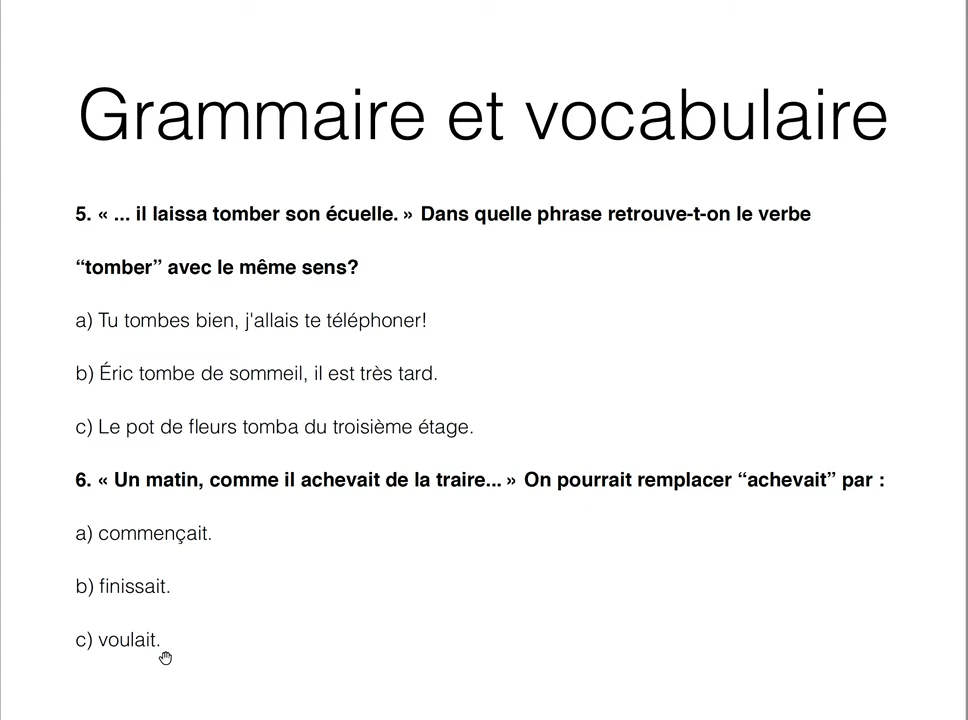 Grammaire et vocabulaire
5. « ... il laissa tomber son écuelle. » Dans quelle phrase retrouve-t-on le verbe
“tomber” avec le même sens?
a) Tu tombes bien, j'allais te téléphoner!
b) Éric tombe de sommeil, il est très tard.
c) Le pot de fleurs tomba du troisième étage.
6. « Un matin, comme il achevait de la traire... » On pourrait remplacer “achevait” par :
a) commençait.
b) finissait.
c) voulait.